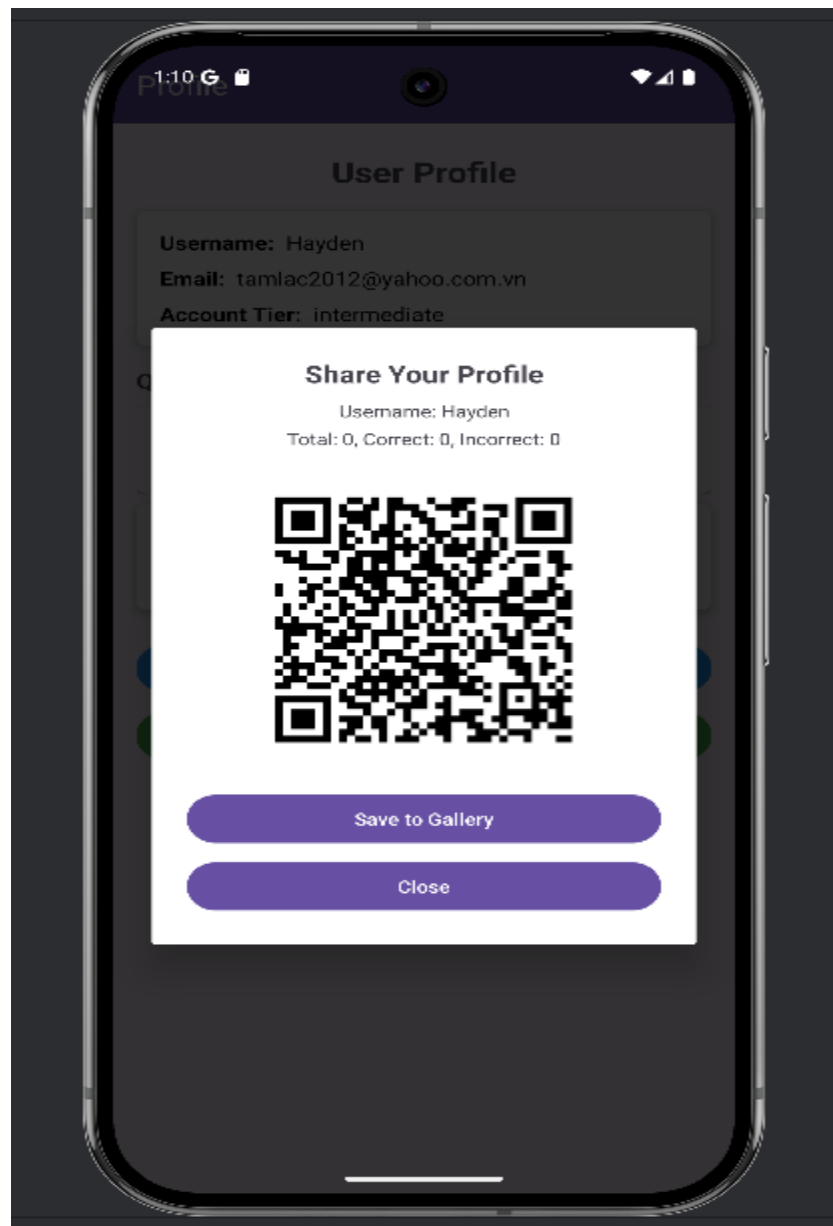 1:10 G
Profile
User Profile
Username: Hayden
Email: tamlac2012@yahoo.com.vn
Account Tier: intermediate
Q
Share Your Profile
Username: Hayden
Total: 0, Correct: 0, Incorrect: 0
Save to Gallery
Close